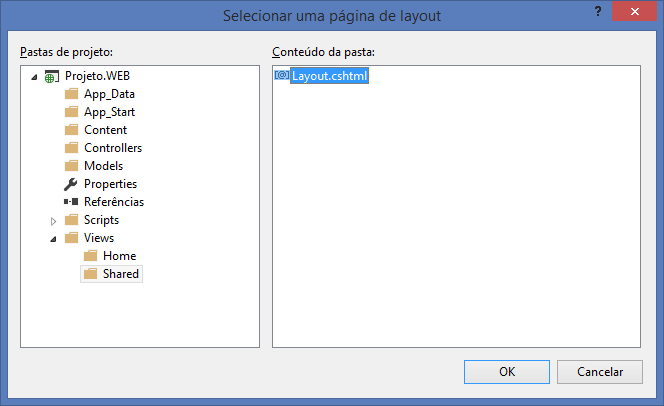 Selecionar uma página de layout
?
Pastas de projeto:
Conteúdo da pasta:
Projeto.WEB
App_Data
App_Start
Content
Controllers
Models
Properties
Referências
Scripts
Views
Home
Shared
[@] Layout.cshtml
OK
Cancelar